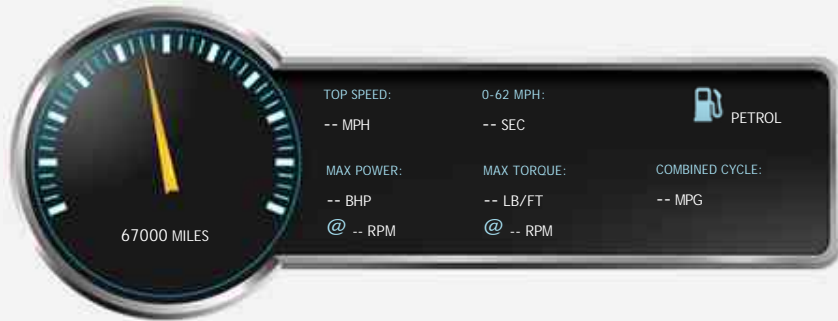 TOP SPEED:
-- MPH
0-62 MPH:
-- SEC
PETROL
MAX POWER:
-- BHP
@ -- RPM
MAX TORQUE:
-- LB/FT
@ -- RPM
COMBINED CYCLE:
-- MPG
67000 MILES